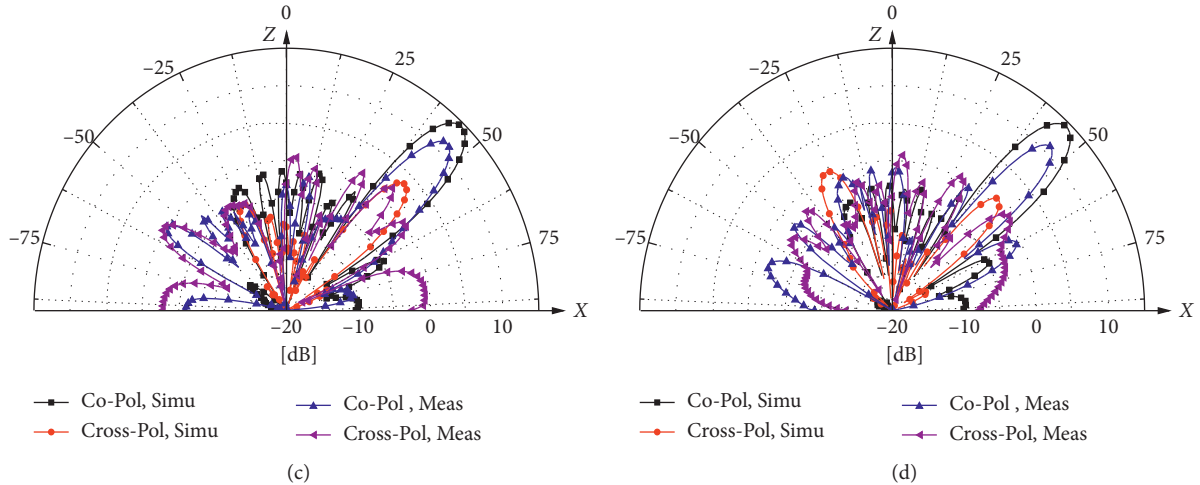 0
Z
−25
25
−50
50
−75
75
X
−20
−10
0
10
[dB]
Co-Pol, Simu
Cross-Pol, Simu
Co-Pol , Meas
Cross-Pol, Meas
(c)
0
Z
−25
25
−50
50
−75
75
X
−20
−10
0
10
[dB]
Co-Pol, Simu
Cross-Pol, Simu
Co-Pol , Meas
Cross-Pol, Meas
(d)